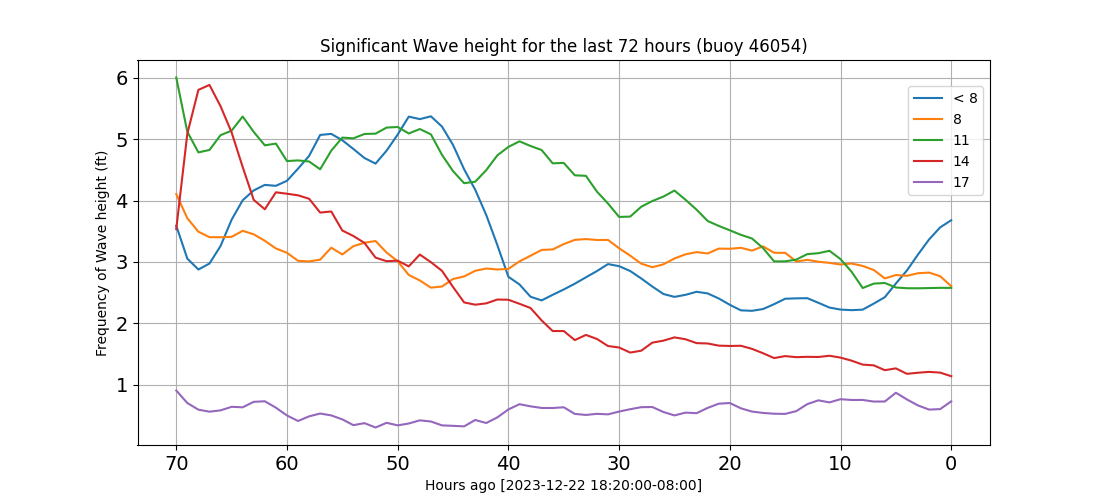 Significant Wave height for the last 72 hours (buoy 46054)
Frequency of Wave height (ft)
6
5
4
3
2
1
< 8
8
11
14
17
70 60 50 40 30 20 10 0
Hours ago [2023-12-22 18:20:00-08:00]